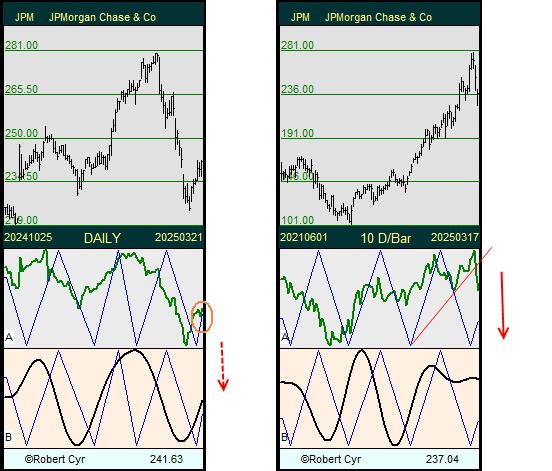 JPM JPMorgan Chase & Co
281.00
265.50
250.00
234.50
219.00
20241025 DAILY 20250321
A
B
©Robert Cyr 241.63
JPM JPMorgan Chase & Co
281.00
236.00
191.00
101.00
20210601 10 D/Bar 20250317
A
B
©Robert Cyr 237.04